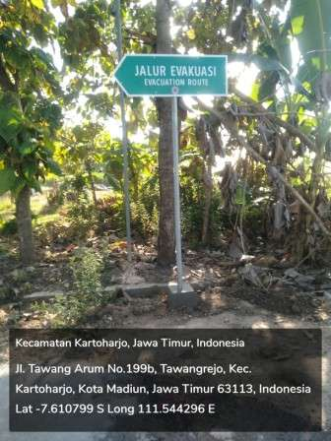 JALUR EVAKUASI
EVACUATION ROUTE
Kecamatan Kartoharjo, Jawa Timur, Indonesia
Jl. Tawang Arum No.199b, Tawangrejo, Kec.
Kartoharjo, Kota Madiun, Jawa Timur 63113, Indonesia
Lat -7.610799 S Long 111.544296 E